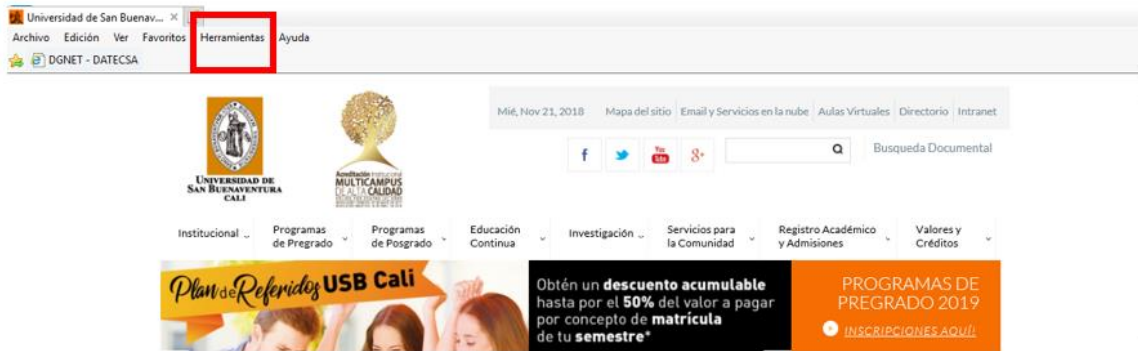 Universidad de San Buenav...
Archivo Edición Ver Favoritos Herramientas Ayuda
DGNET - DATECSA
Mié, Nov 21, 2018 Mapa del sitio Email y Servicios en la nube Aulas Virtuales Directorio Intranet
Busqueda Documental
UNIVERSIDAD DE
SAN BUENAVENTURA
CALI
Acreditación Institucional
MULTICAMPUS
DE ALTA CALIDAD
Institucional Programas de Pregrado Programas de Posgrado Educación Continua Investigación Servicios para la Comunidad Registro Académico y Admisiones Valores y Créditos
Plan de Referidos USB Cali
Obtén un descuento acumulable
hasta por el 50% del valor a pagar
por concepto de matrícula
de tu semestre*
PROGRAMAS DE
PREGRADO 2019
INSCRIPCIONES AQUÍ!